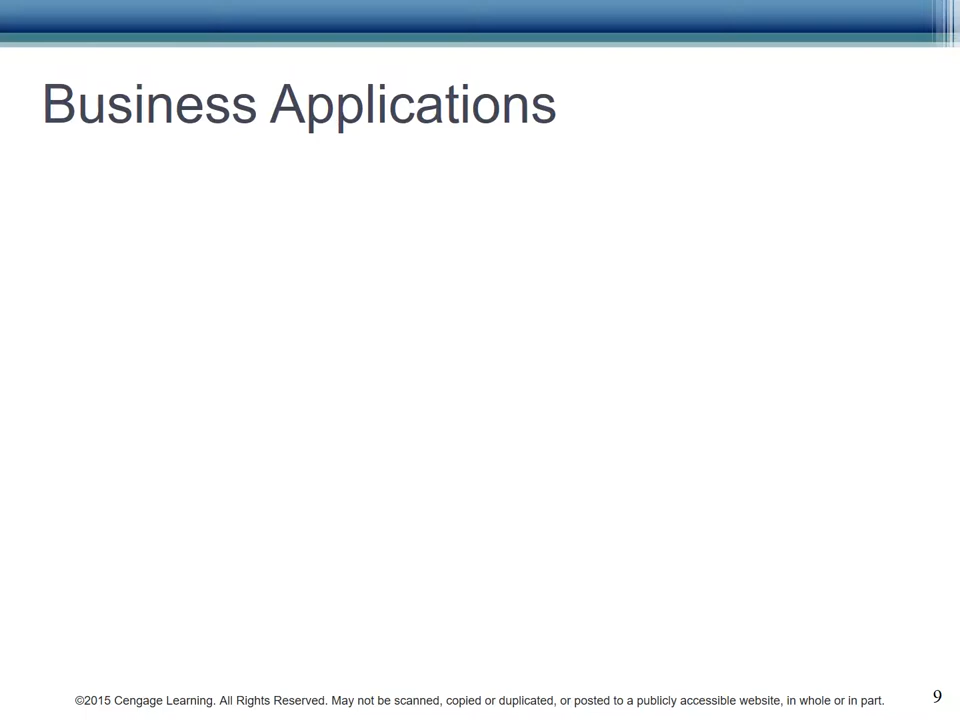 Business Applications
©2015 Cengage Learning. All Rights Reserved. May not be scanned, copied or duplicated, or posted to a publicly accessible website, in whole or in part.
9